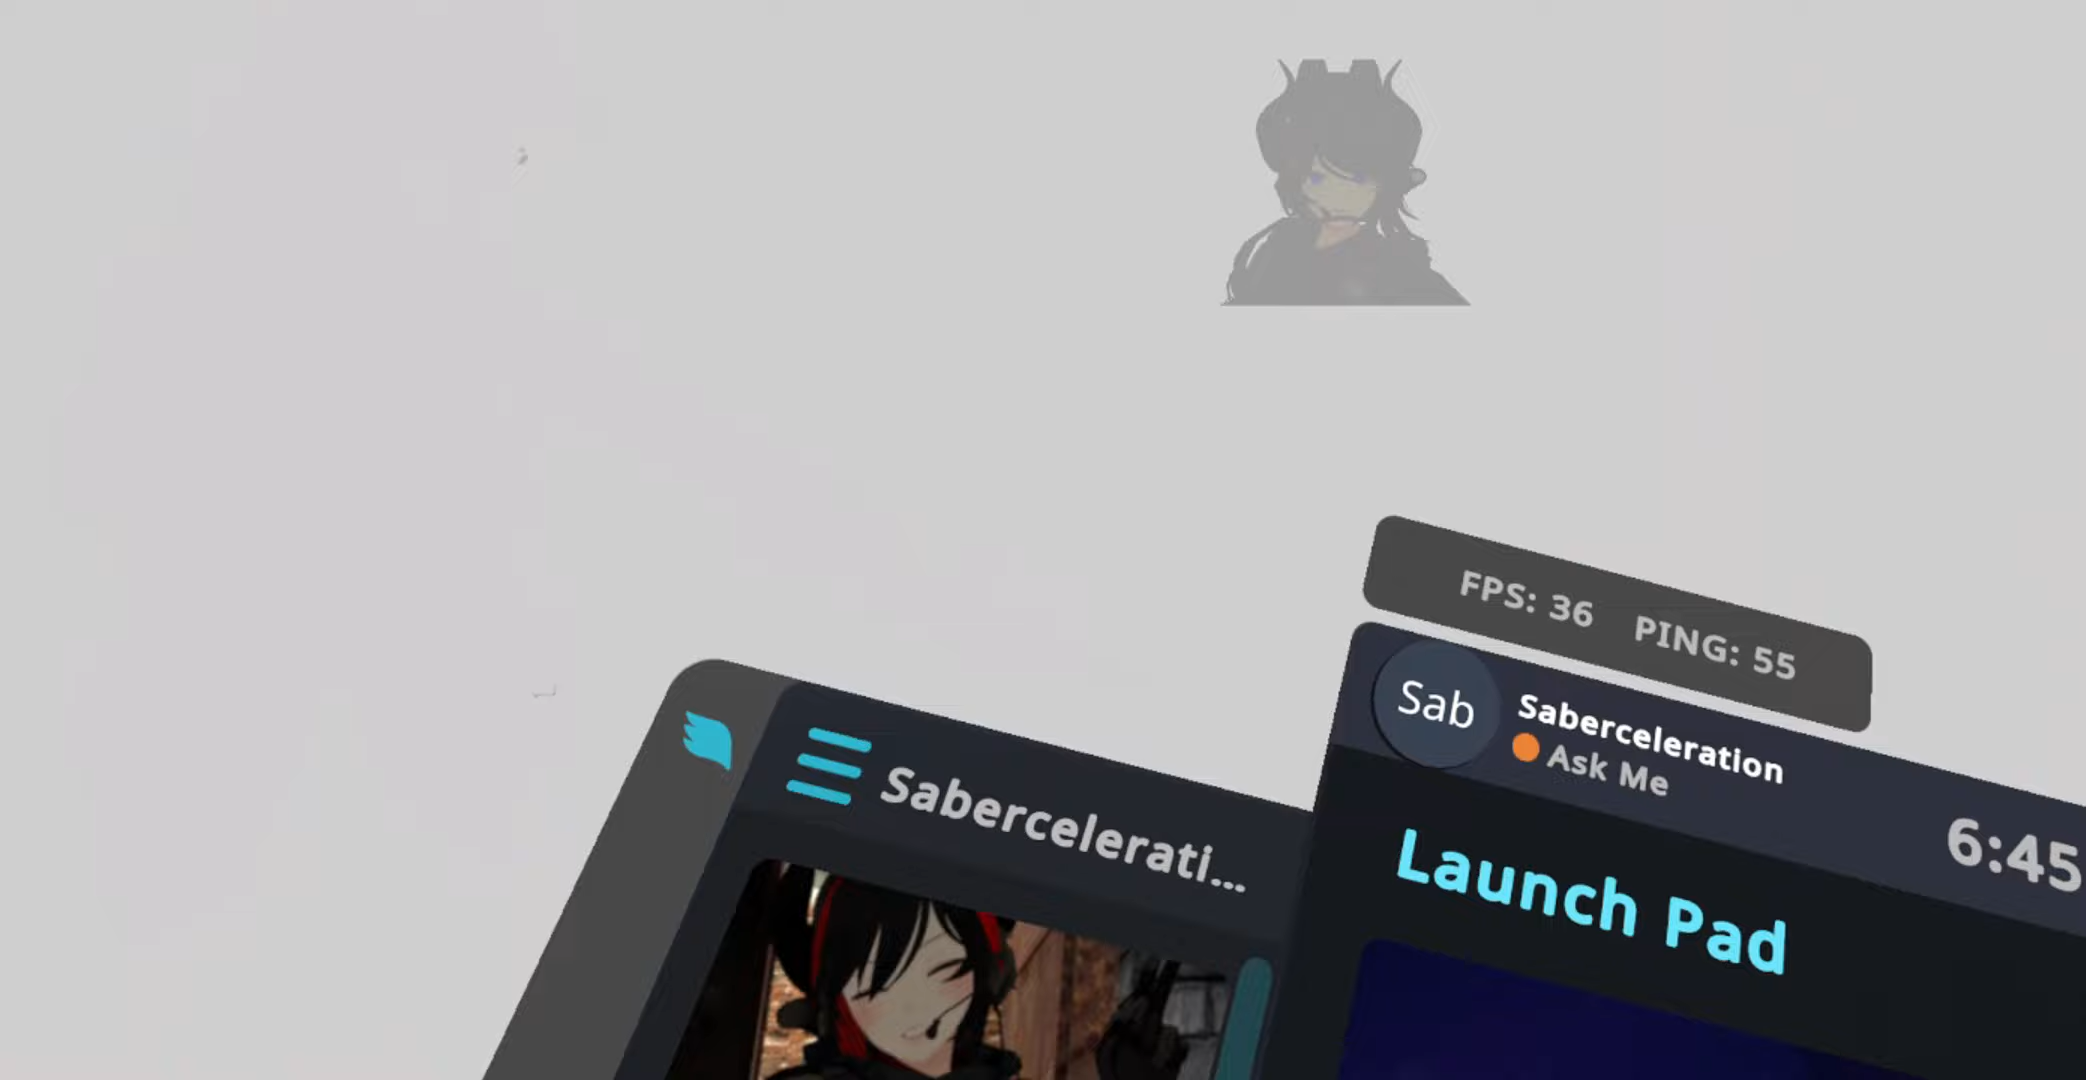 FPS: 36 PING: 55
Sab
Saberceleration
Ask Me
6:45
Sabercelerati...
Launch Pad